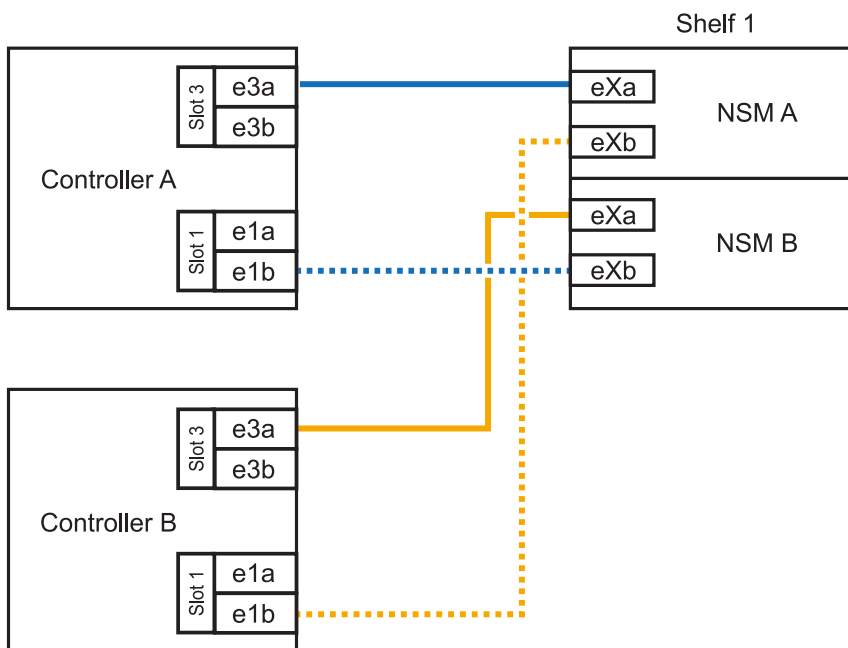 Shelf 1
Slot 3
e3a
e3b
Controller A
Slot 1
e1a
e1b
eXa
NSM A
eXb
eXa
NSM B
eXb
Slot 3
e3a
e3b
Controller B
Slot 1
e1a
e1b